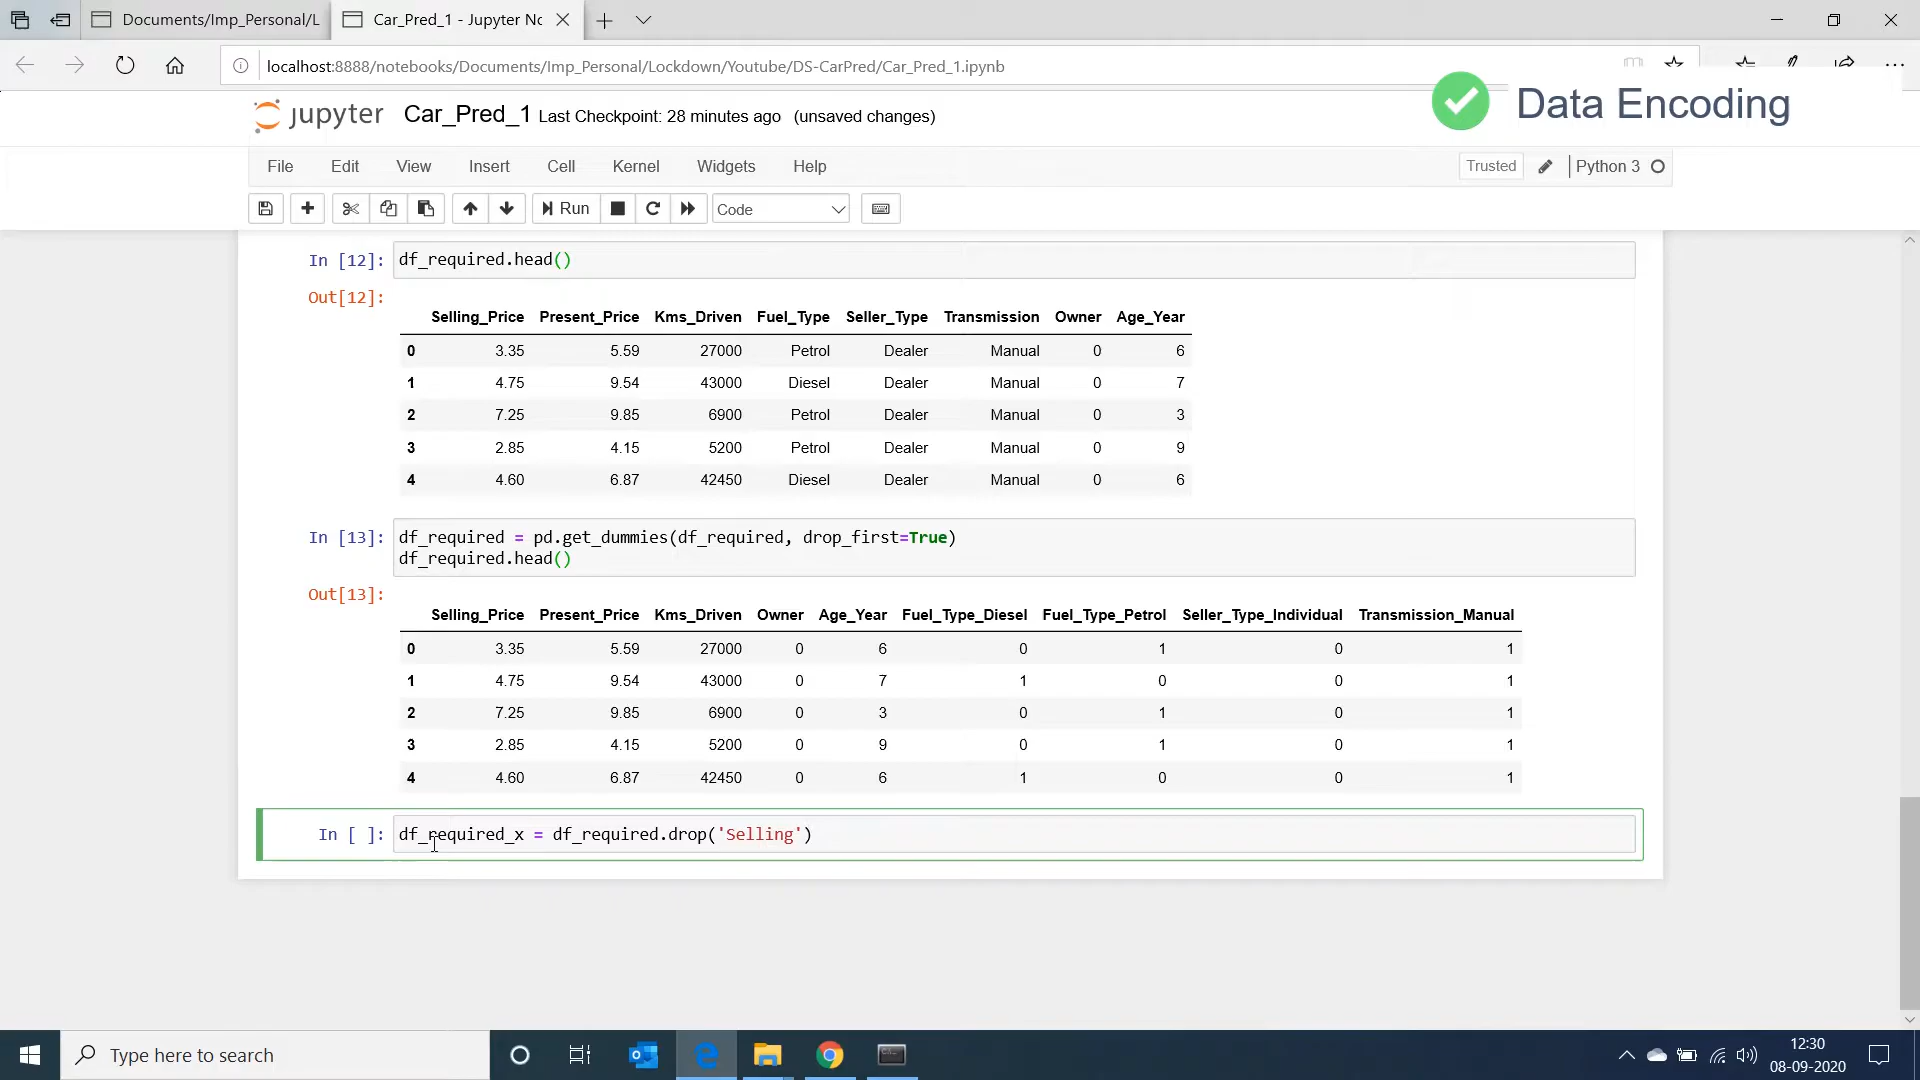 Documents/Imp_Personal/L
Car_Pred_1 - Jupyter Nc
localhost:8888/notebooks/Documents/Imp_Personal/Lockdown/Youtube/DS-CarPred/Car_Pred_1.ipynb
Data Encoding
jupyter Car_Pred_1 Last Checkpoint: 28 minutes ago (unsaved changes)
File Edit View Insert Cell Kernel Widgets Help Trusted Python 3
Run Code
In [12]: df_required.head()
Out[12]:
Selling_Price Present_Price Kms_Driven Fuel_Type Seller_Type Transmission Owner Age_Year
0 3.35 5.59 27000 Petrol Dealer Manual 0 6
1 4.75 9.54 43000 Diesel Dealer Manual 0 7
2 7.25 9.85 6900 Petrol Dealer Manual 0 3
3 2.85 4.15 5200 Petrol Dealer Manual 0 9
4 4.60 6.87 42450 Diesel Dealer Manual 0 6
In [13]: df_required = pd.get_dummies(df_required, drop_first=True)
df_required.head()
Out[13]:
Selling_Price Present_Price Kms_Driven Owner Age_Year Fuel_Type_Diesel Fuel_Type_Petrol Seller_Type_Individual Transmission_Manual
0 3.35 5.59 27000 0 6 0 1 0 1
1 4.75 9.54 43000 0 7 1 0 0 1
2 7.25 9.85 6900 0 3 0 1 0 1
3 2.85 4.15 5200 0 9 0 1 0 1
4 4.60 6.87 42450 0 6 1 0 0 1
In [ ]: df_required_x = df_required.drop('Selling')
Type here to search
12:30
08-09-2020